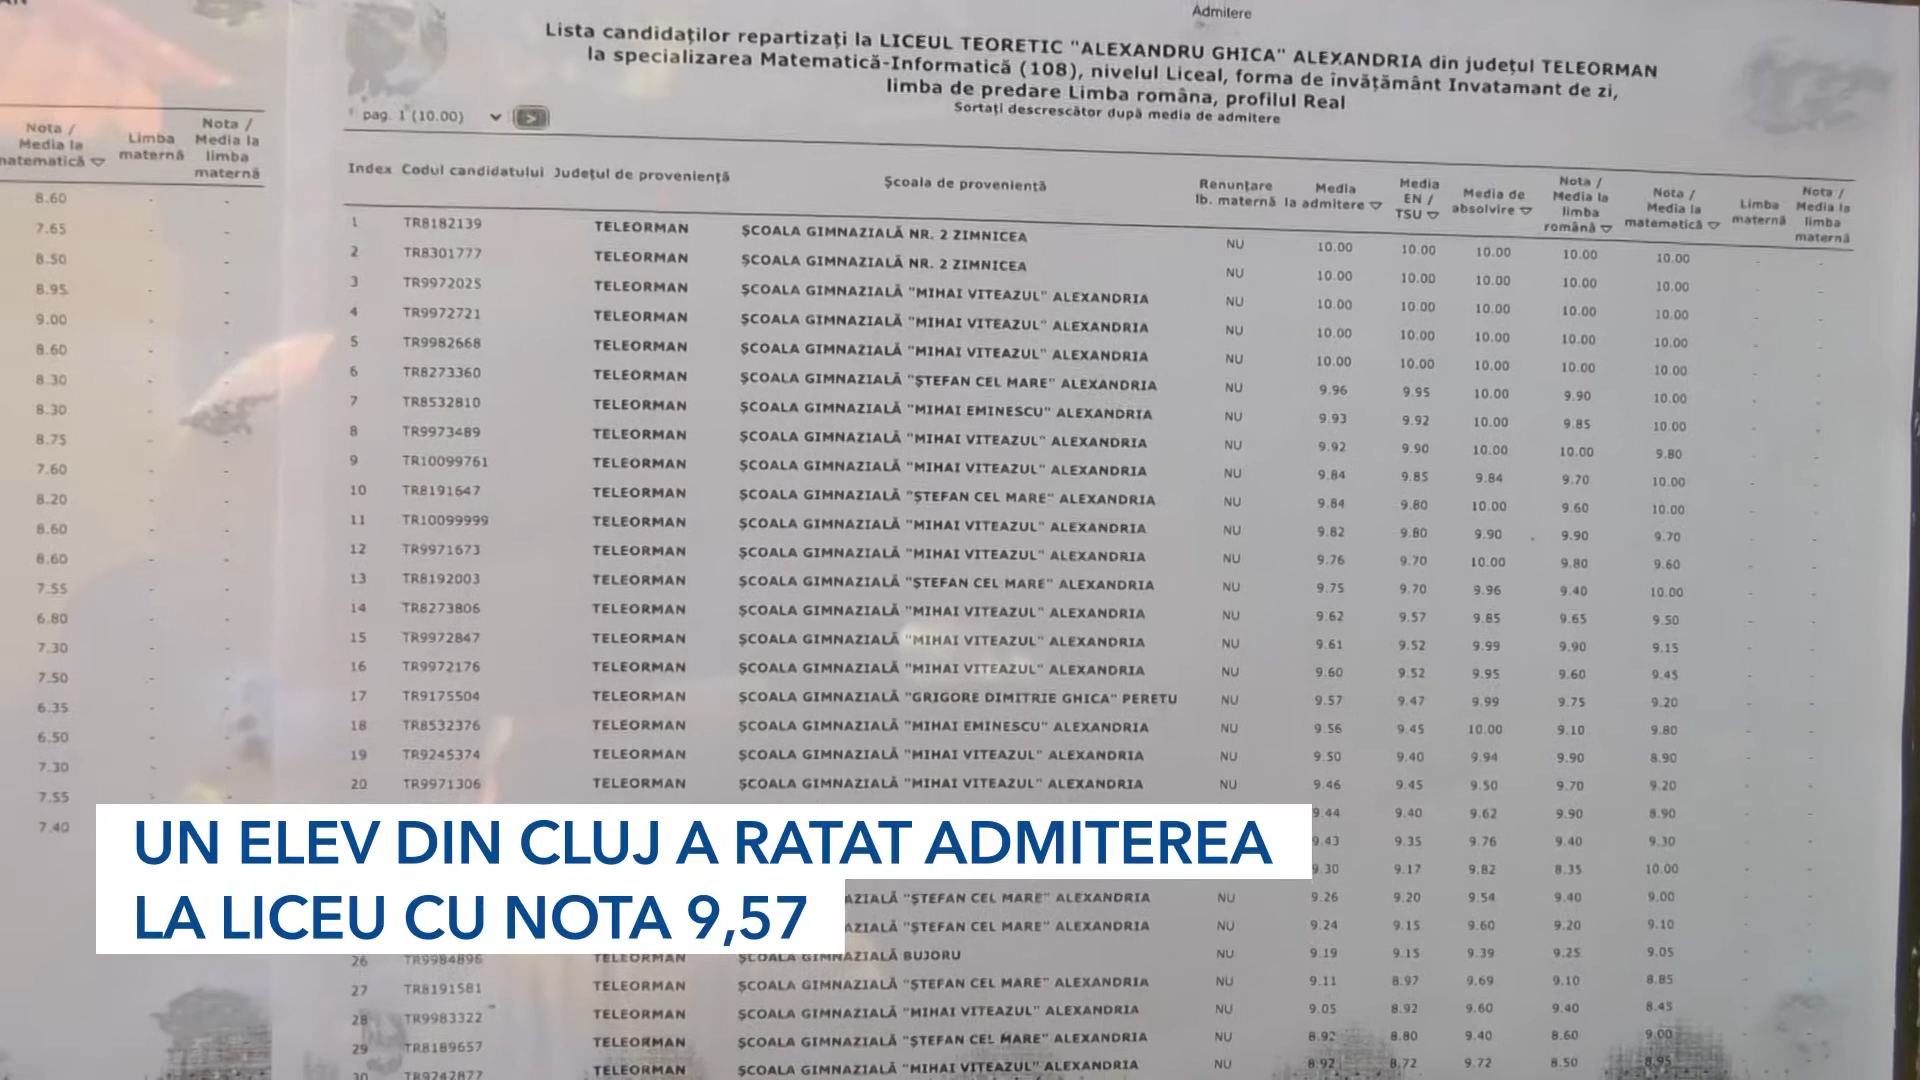 Admitere
Lista candidaților repartizați la LICEUL TEORETIC "ALEXANDRU GHICA" ALEXANDRIA din județul TELEORMAN
la specializarea Matematică-Informatică (108), nivelul Liceal, forma de învățământ Invatamant de zi,
limba de predare Limba româna, profilul Real
Sortați descrescător după media de admitere
pag. 1 (10.00)
Nota / Media la matematică Limba maternă Nota / Media la limba maternă
8.60 - -
7.65 - -
8.50 - -
8.95 - -
9.00 - -
8.60 - -
8.30 - -
8.30 - -
8.75 - -
7.60 - -
8.20 - -
8.60 - -
8.60 - -
7.55 - -
6.80 - -
7.30 - -
7.50 - -
6.35 - -
6.50 - -
7.30 - -
7.55 - -
7.40
Index Codul candidatului Județul de proveniență Școala de proveniență Renunțare lb. maternă Media la admitere Media EN / TSU Media de absolvire Nota / Media la limba română Nota / Media la matematică Limba maternă Nota / Media la limba maternă
1 TR8182139 TELEORMAN ȘCOALA GIMNAZIALĂ NR. 2 ZIMNICEA NU 10.00 10.00 10.00 10.00 10.00 - -
2 TR8301777 TELEORMAN ȘCOALA GIMNAZIALĂ NR. 2 ZIMNICEA NU 10.00 10.00 10.00 10.00 10.00 - -
3 TR9972025 TELEORMAN ȘCOALA GIMNAZIALĂ "MIHAI VITEAZUL" ALEXANDRIA NU 10.00 10.00 10.00 10.00 10.00 - -
4 TR9972721 TELEORMAN ȘCOALA GIMNAZIALĂ "MIHAI VITEAZUL" ALEXANDRIA NU 10.00 10.00 10.00 10.00 10.00 - -
5 TR9982668 TELEORMAN ȘCOALA GIMNAZIALĂ "MIHAI VITEAZUL" ALEXANDRIA NU 10.00 10.00 10.00 10.00 10.00 - -
6 TR8273360 TELEORMAN ȘCOALA GIMNAZIALĂ "ȘTEFAN CEL MARE" ALEXANDRIA NU 9.96 9.95 10.00 9.90 10.00 - -
7 TR8532810 TELEORMAN ȘCOALA GIMNAZIALĂ "MIHAI EMINESCU" ALEXANDRIA NU 9.93 9.92 10.00 9.85 10.00 - -
8 TR9973489 TELEORMAN ȘCOALA GIMNAZIALĂ "MIHAI VITEAZUL" ALEXANDRIA NU 9.92 9.90 10.00 10.00 9.80 - -
9 TR10099761 TELEORMAN ȘCOALA GIMNAZIALĂ "MIHAI VITEAZUL" ALEXANDRIA NU 9.84 9.85 9.84 9.70 10.00 - -
10 TR8191647 TELEORMAN ȘCOALA GIMNAZIALĂ "ȘTEFAN CEL MARE" ALEXANDRIA NU 9.84 9.80 10.00 9.60 10.00 - -
11 TR10099999 TELEORMAN ȘCOALA GIMNAZIALĂ "MIHAI VITEAZUL" ALEXANDRIA NU 9.82 9.80 9.90 9.90 9.70 - -
12 TR9971673 TELEORMAN ȘCOALA GIMNAZIALĂ "MIHAI VITEAZUL" ALEXANDRIA NU 9.76 9.70 10.00 9.80 9.60 - -
13 TR8192003 TELEORMAN ȘCOALA GIMNAZIALĂ "ȘTEFAN CEL MARE" ALEXANDRIA NU 9.75 9.70 9.96 9.40 10.00 - -
14 TR8273806 TELEORMAN ȘCOALA GIMNAZIALĂ "MIHAI VITEAZUL" ALEXANDRIA NU 9.62 9.57 9.85 9.65 9.50 - -
15 TR9972847 TELEORMAN ȘCOALA GIMNAZIALĂ "MIHAI VITEAZUL" ALEXANDRIA NU 9.61 9.52 9.99 9.90 9.15 - -
16 TR9972176 TELEORMAN ȘCOALA GIMNAZIALĂ "MIHAI VITEAZUL" ALEXANDRIA NU 9.60 9.52 9.95 9.60 9.45 - -
17 TR9175504 TELEORMAN ȘCOALA GIMNAZIALĂ "GRIGORE DIMITRIE GHICA" PERETU NU 9.57 9.47 9.99 9.75 9.20 - -
18 TR8532376 TELEORMAN ȘCOALA GIMNAZIALĂ "MIHAI EMINESCU" ALEXANDRIA NU 9.56 9.45 10.00 9.10 9.80 - -
19 TR9245374 TELEORMAN ȘCOALA GIMNAZIALĂ "MIHAI VITEAZUL" ALEXANDRIA NU 9.50 9.40 9.94 9.90 8.90 - -
20 TR9971306 TELEORMAN ȘCOALA GIMNAZIALĂ "MIHAI VITEAZUL" ALEXANDRIA NU 9.46 9.45 9.50 9.70 9.20 - -
9.44 9.40 9.62 9.90 8.90 - -
9.43 9.35 9.76 9.40 9.30 - -
9.30 9.17 9.82 8.35 10.00 - -
"ȘTEFAN CEL MARE" ALEXANDRIA NU 9.26 9.20 9.54 9.40 9.00 - -
"ȘTEFAN CEL MARE" ALEXANDRIA NU 9.24 9.15 9.60 9.20 9.10 - -
26 TR9984896 TELEORMAN ȘCOALA GIMNAZIALĂ BUJORU NU 9.19 9.15 9.39 9.25 9.05 - -
27 TR8191581 TELEORMAN ȘCOALA GIMNAZIALĂ "ȘTEFAN CEL MARE" ALEXANDRIA NU 9.11 8.97 9.69 9.10 8.85 - -
28 TR9983322 TELEORMAN ȘCOALA GIMNAZIALĂ "MIHAI VITEAZUL" ALEXANDRIA NU 9.05 8.92 9.60 9.40 8.45 - -
29 TR8189657 TELEORMAN ȘCOALA GIMNAZIALĂ "ȘTEFAN CEL MARE" ALEXANDRIA NU 8.92 8.80 9.40 8.60 9.00
30 TR9242877 TELEORMAN ȘCOALA GIMNAZIALĂ "MIHAI VITEAZUL" ALEXANDRIA NU 8.92 8.72 9.72 8.50 8.95
UN ELEV DIN CLUJ A RATAT ADMITEREA
LA LICEU CU NOTA 9,57